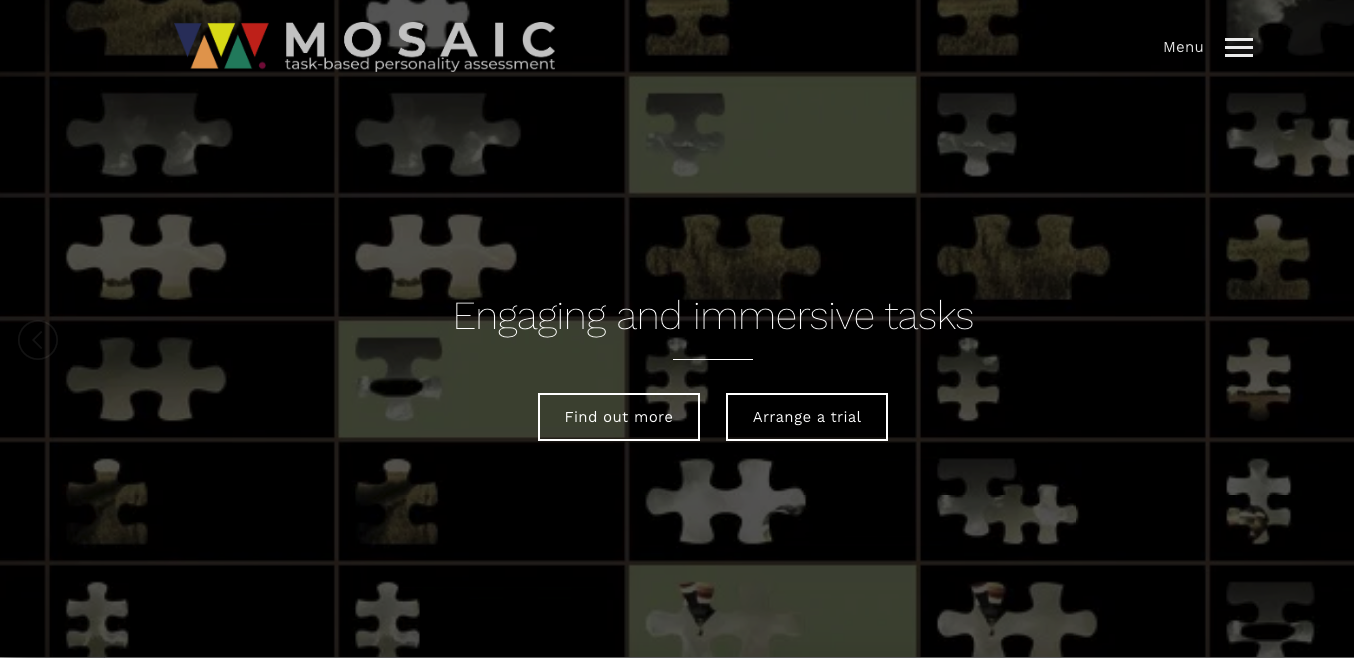 MOSAIC
task-based personality assessment
Menu
Engaging and immersive tasks
Find out more
Arrange a trial